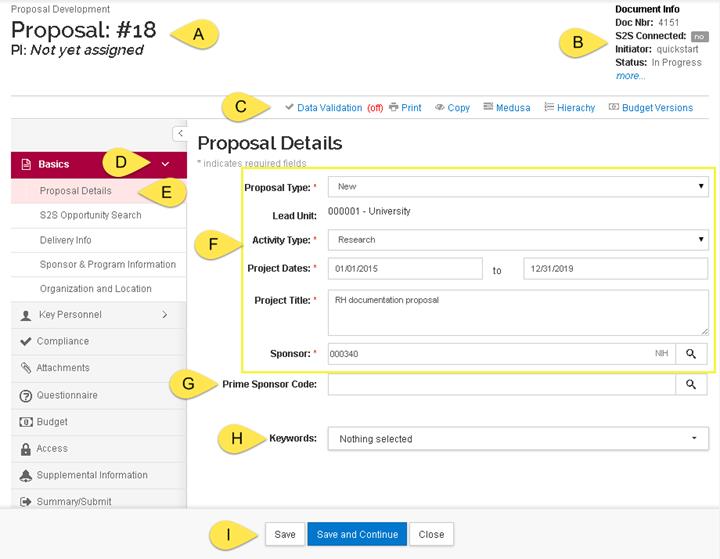 Proposal Development
Proposal: #18
PI: Not yet assigned
A
Document Info
Doc Nbr: 4151
S2S Connected: no
Initiator: quickstart
Status: In Progress
more...
B
C
Data Validation (off) Print Copy Medusa Hierachy Budget Versions
Basics
D
Proposal Details
E
S2S Opportunity Search
Delivery Info
Sponsor & Program Information
Organization and Location
Key Personnel
Compliance
Attachments
Questionnaire
Budget
Access
Supplemental Information
Summary/Submit
Proposal Details
* indicates required fields
Proposal Type: * New
Lead Unit: 000001 - University
F
Activity Type: * Research
Project Dates: * 01/01/2015 to 12/31/2019
Project Title: * RH documentation proposal
Sponsor: * 000340 NIH
G
Prime Sponsor Code:
H
Keywords: Nothing selected
I
Save Save and Continue Close